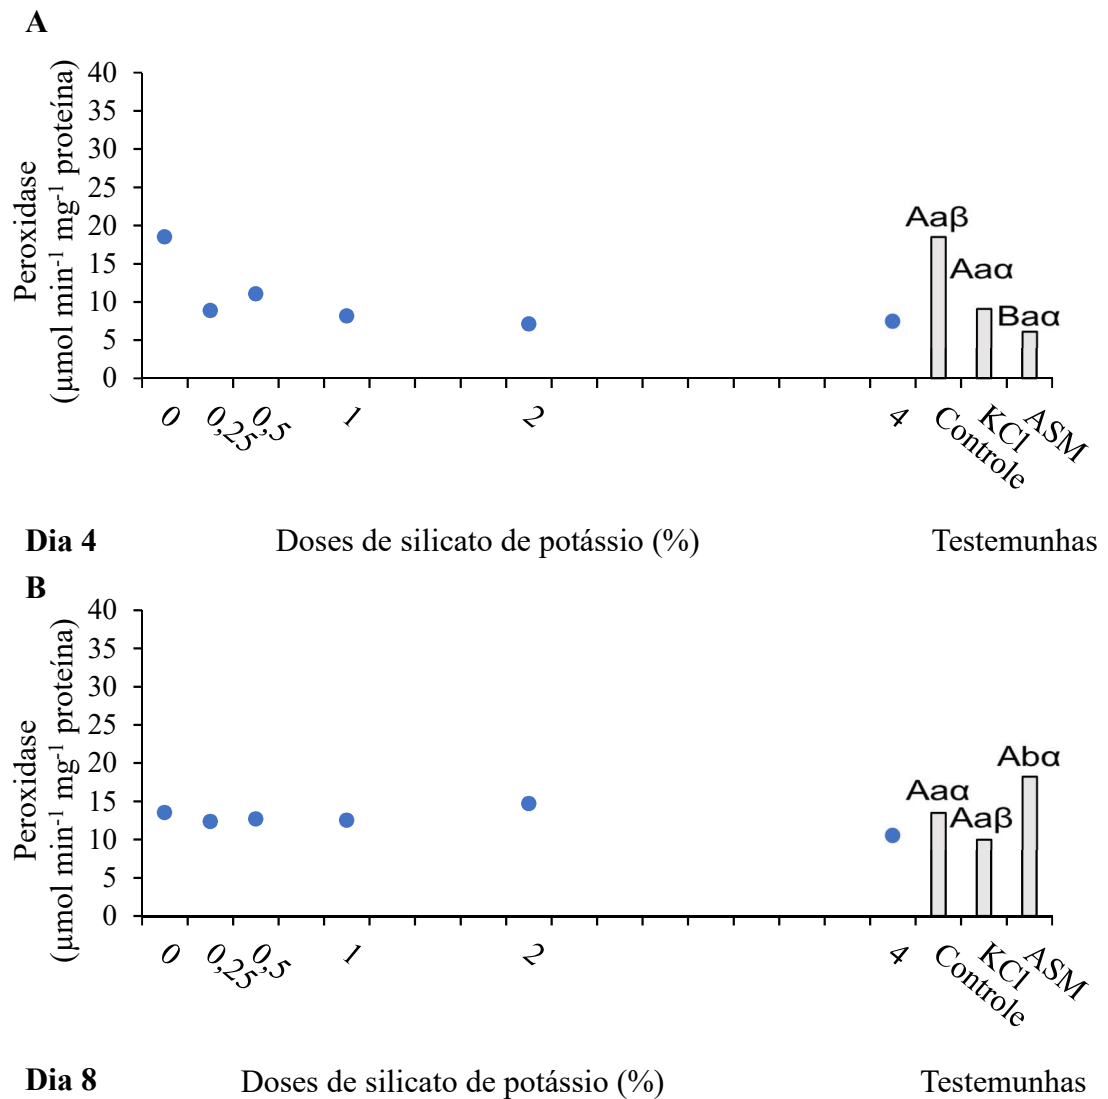 A
Peroxidase
(µmol min⁻¹ mg⁻¹ proteína)
40
35
30
25
20
15
10
5
0
Aaβ
Aaα
Baα
0
0,25
0,5
1
2
4
Controle
KCl
ASM
Dia 4
Doses de silicato de potássio (%)
Testemunhas
B
Peroxidase
(µmol min⁻¹ mg⁻¹ proteína)
40
35
30
25
20
15
10
5
0
Aaα
Aaβ
Abα
0
0,25
0,5
1
2
4
Controle
KCl
ASM
Dia 8
Doses de silicato de potássio (%)
Testemunhas